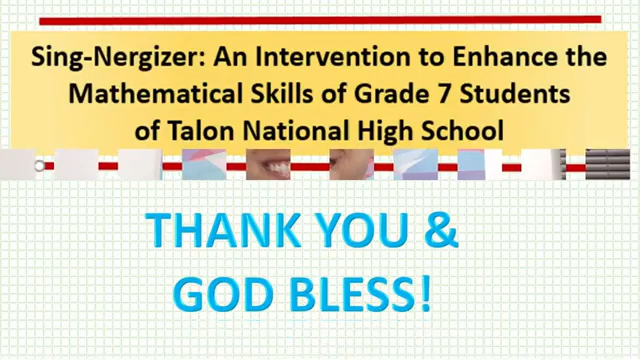 Sing-Nergizer: An Intervention to Enhance the
Mathematical Skills of Grade 7 Students
of Talon National High School
THANK YOU &
GOD BLESS!